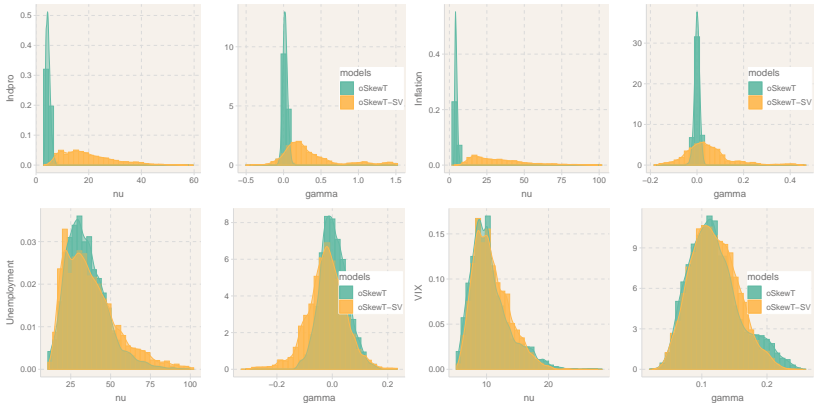 0.5
0.4
0.3
0.2
0.1
0.0
Indpro
0
20
40
60
nu
10
5
0
−0.5
0.0
0.5
1.0
1.5
gamma
models
oSkewT
oSkewT−SV
0.4
0.2
0.0
Inflation
0
25
50
75
100
nu
30
20
10
0
−0.2
0.0
0.2
0.4
gamma
models
oSkewT
oSkewT−SV
0.03
0.02
0.01
0.00
Unemployment
25
50
75
100
nu
8
6
4
2
0
−0.2
0.0
0.2
gamma
models
oSkewT
oSkewT−SV
0.15
0.10
0.05
0.00
VIX
10
20
nu
9
6
3
0
0.1
0.2
gamma
models
oSkewT
oSkewT−SV